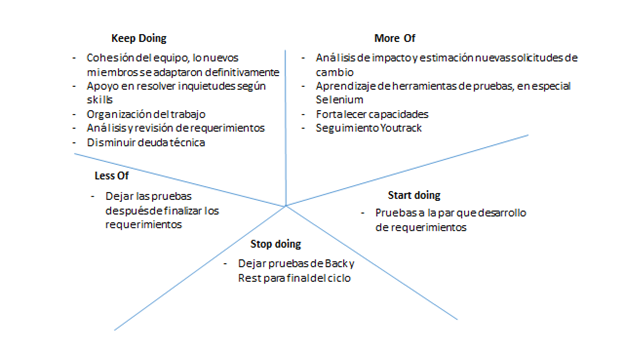 Keep Doing
- Cohesión del equipo, lo nuevos
miembros se adaptaron definitivamente
- Apoyo en resolver inquietudes según
skills
- Organización del trabajo
- Análisis y revisión de requerimientos
- Disminuir deuda técnica
More Of
- Análisis de impacto y estimación nuevas solicitudes de
cambio
- Aprendizaje de herramientas de pruebas, en especial
Selenium
- Fortalecer capacidades
- Seguimiento Youtrack
Less Of
- Dejar las pruebas
después de finalizar los
requerimientos
Start doing
- Pruebas a la par que desarrollo
de requerimientos
Stop doing
- Dejar pruebas de Back y
Rest para final del ciclo